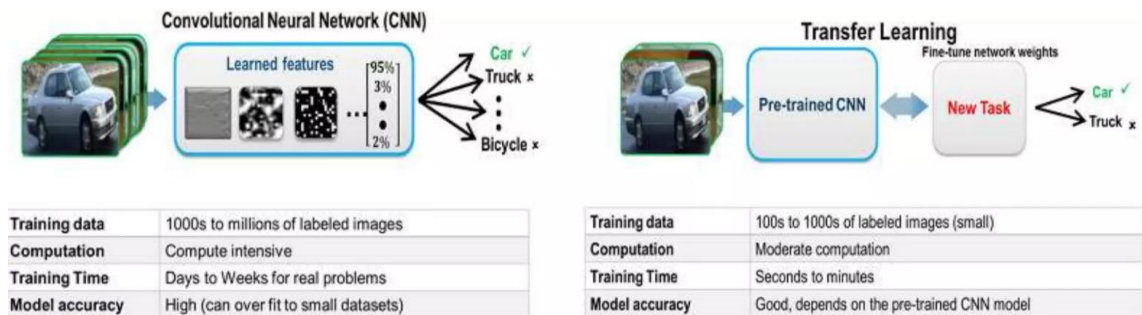 Convolutional Neural Network (CNN)
Learned features
95%
3%
2%
Car ✓
Truck ×
Bicycle ×
Training data 1000s to millions of labeled images
Computation Compute intensive
Training Time Days to Weeks for real problems
Model accuracy High (can over fit to small datasets)
Transfer Learning
Fine-tune network weights
Pre-trained CNN
New Task
Car ✓
Truck ×
Training data 100s to 1000s of labeled images (small)
Computation Moderate computation
Training Time Seconds to minutes
Model accuracy Good, depends on the pre-trained CNN model